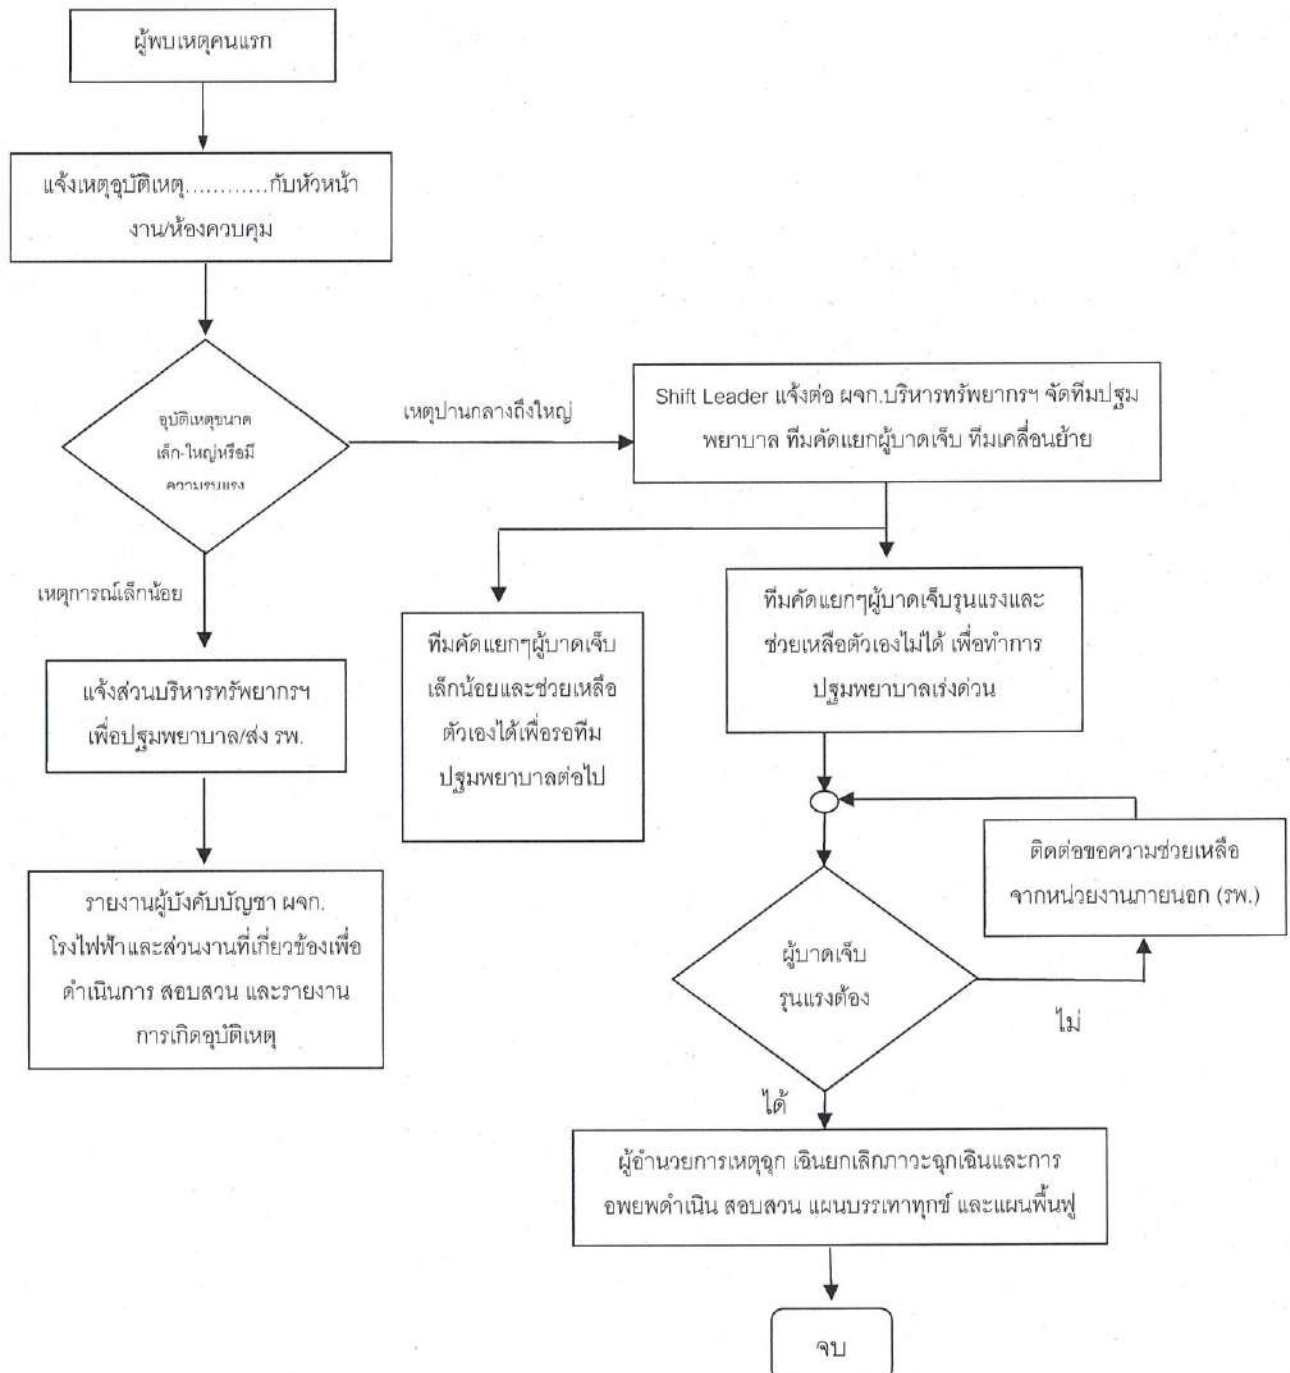 ผู้พบเหตุคนแรก
แจ้งเหตุอุบัติเหตุ............กับหัวหน้า
งาน/ห้องควบคุม
อุบัติเหตุขนาด
เล็ก-ใหญ่หรือมี
ความรุนแรง
เหตุปานกลางถึงใหญ่
Shift Leader แจ้งต่อ ผจก.บริหารทรัพยากรฯ จัดทีมปฐม
พยาบาล ทีมคัดแยกผู้บาดเจ็บ ทีมเคลื่อนย้าย
เหตุการณ์เล็กน้อย
แจ้งส่วนบริหารทรัพยากรฯ
เพื่อปฐมพยาบาล/ส่ง รพ.
รายงานผู้บังคับบัญชา ผจก.
โรงไฟฟ้าและส่วนงานที่เกี่ยวข้องเพื่อ
ดำเนินการ สอบสวน และรายงาน
การเกิดอุบัติเหตุ
ทีมคัดแยกๆผู้บาดเจ็บ
เล็กน้อยและช่วยเหลือ
ตัวเองได้เพื่อรอทีม
ปฐมพยาบาลต่อไป
ทีมคัดแยกๆผู้บาดเจ็บรุนแรงและ
ช่วยเหลือตัวเองไม่ได้ เพื่อทำการ
ปฐมพยาบาลเร่งด่วน
ติดต่อขอความช่วยเหลือ
จากหน่วยงานภายนอก (รพ.)
ผู้บาดเจ็บ
รุนแรงต้อง
ไม่
ได้
ผู้อำนวยการเหตุฉุก เฉินยกเลิกภาวะฉุกเฉินและการ
อพยพดำเนิน สอบสวน แผนบรรเทาทุกข์ และแผนฟื้นฟู
จบ